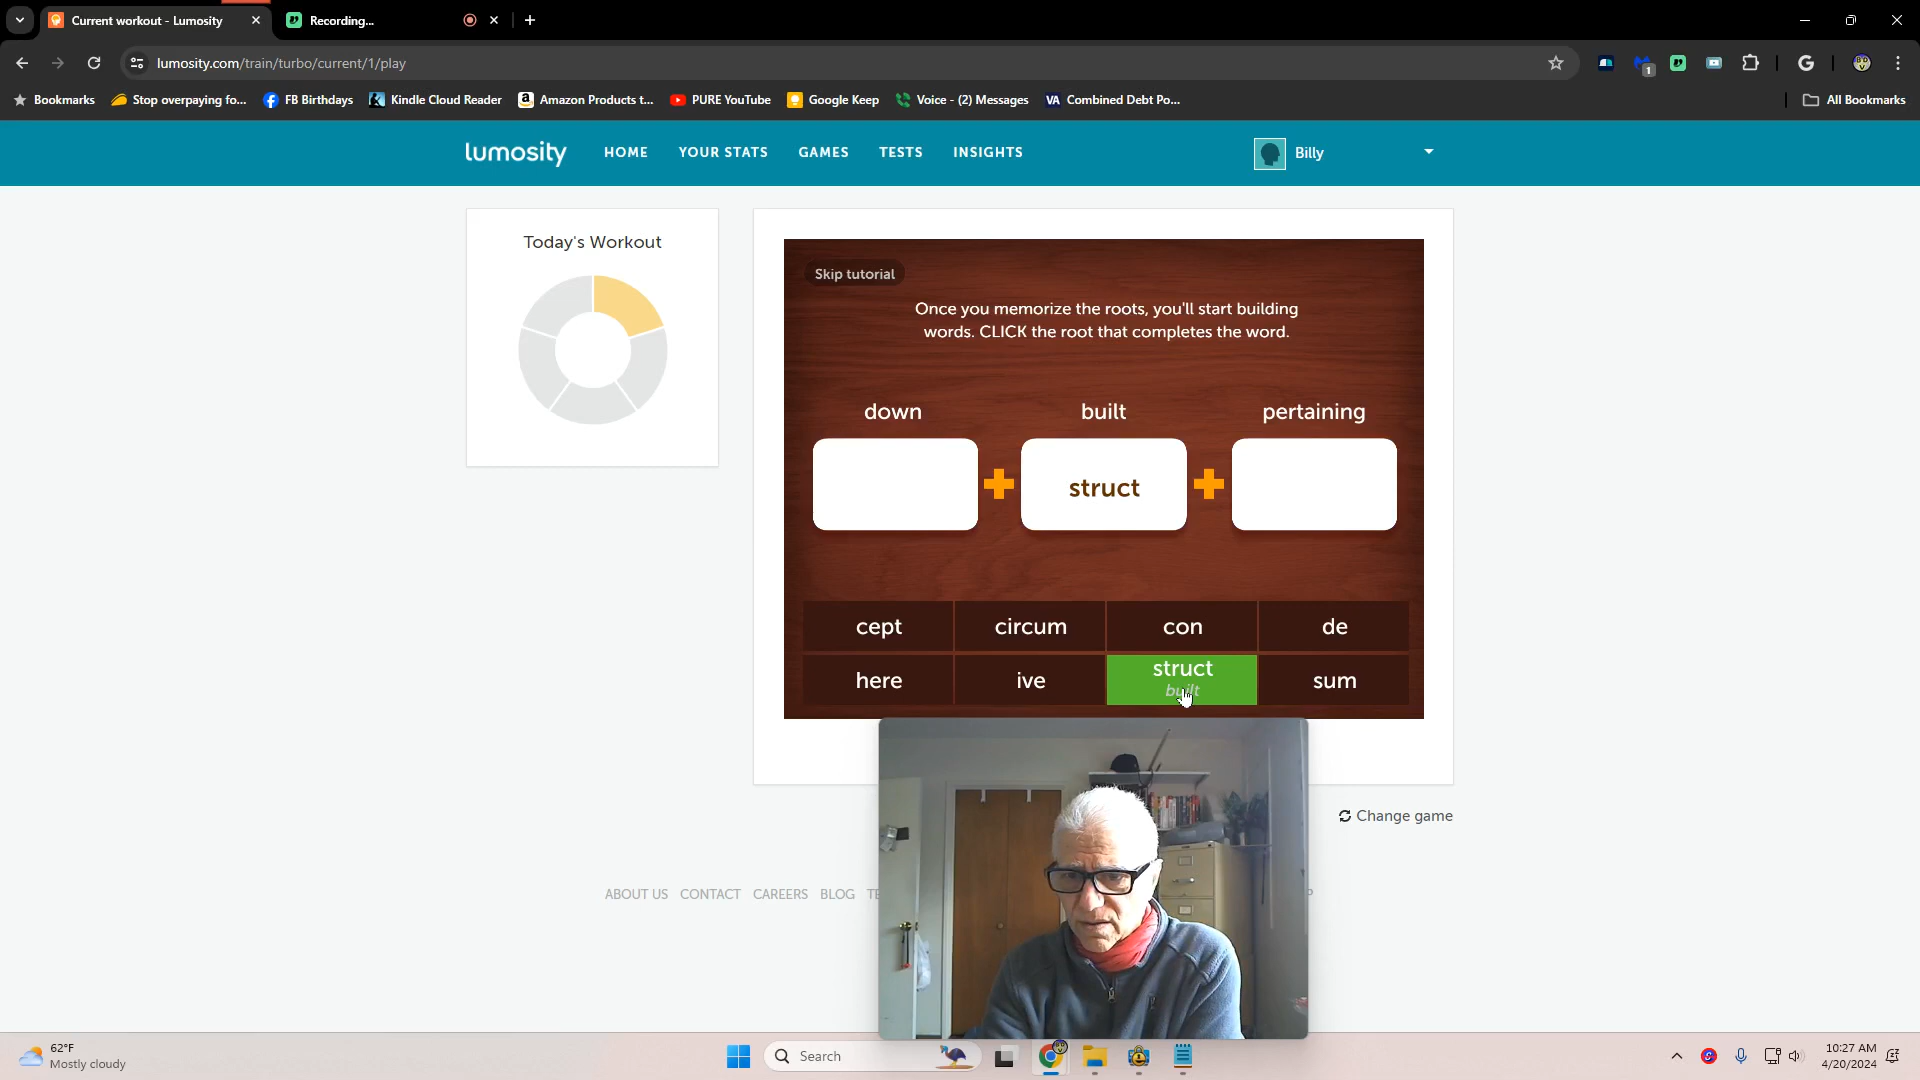 Current workout - Lumosity
Recording...
lumosity.com/train/turbo/current/1/play
1
Bookmarks
Stop overpaying fo...
FB Birthdays
Kindle Cloud Reader
Amazon Products t...
PURE YouTube
Google Keep
Voice - (2) Messages
VA Combined Debt Po...
All Bookmarks
lumosity
HOME
YOUR STATS
GAMES
TESTS
INSIGHTS
Billy
Today's Workout
Skip tutorial
Once you memorize the roots, you'll start building
words. CLICK the root that completes the word.
down
built
pertaining
struct
cept
circum
con
de
here
ive
struct
built
sum
Change game
ABOUT US
CONTACT
CAREERS
BLOG
62°F
Mostly cloudy
Search
10:27 AM
4/20/2024